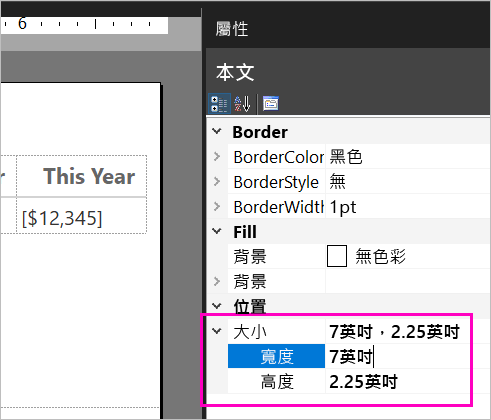 6
屬性
本文
Border
BorderColor 黑色
BorderStyle 無
BorderWidth 1pt
Fill
背景 無色彩
背景
位置
大小 7英吋，2.25英吋
寬度 7英吋
高度 2.25英吋
r This Year
[$12,345]